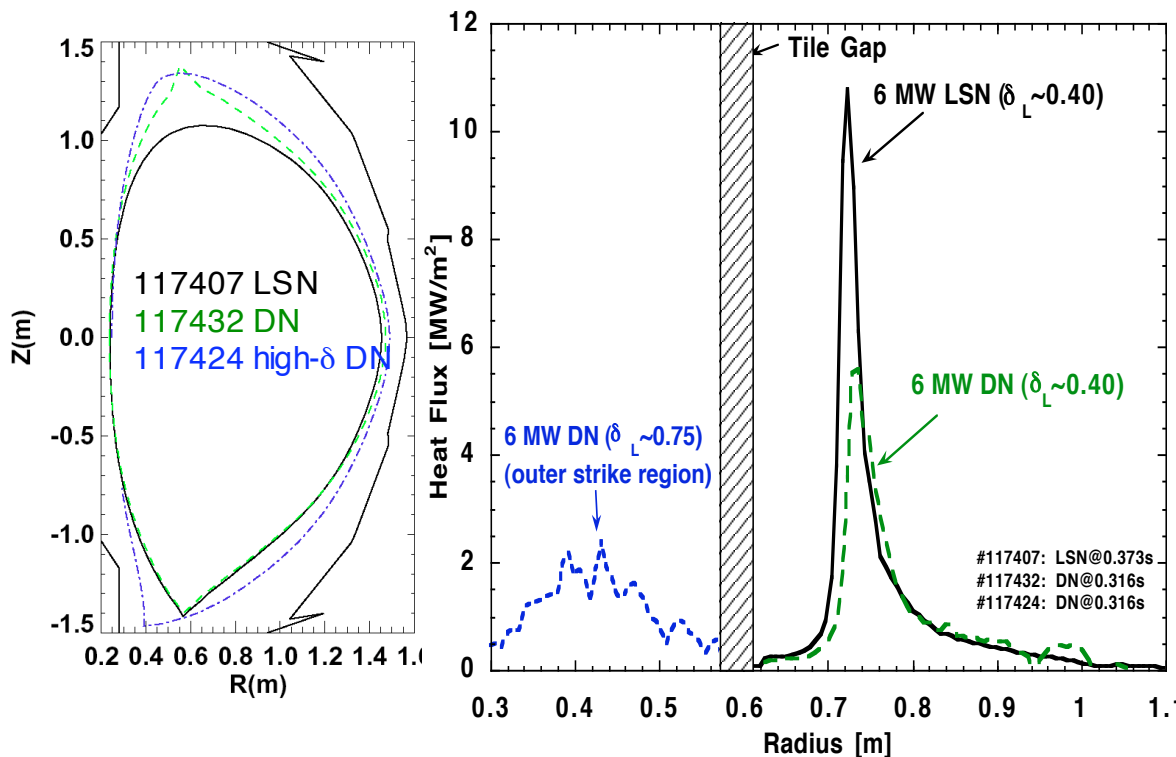 1.5
1.0
0.5
0.0
-0.5
-1.0
-1.5
Z(m)
117407 LSN
117432 DN
117424 high-δ DN
0.2 0.4 0.6 0.8 1.0 1.2 1.4 1.6
R(m)
12
10
8
6
4
2
0
Heat Flux [MW/m²]
Tile Gap
6 MW LSN (δL~0.40)
6 MW DN (δL~0.40)
6 MW DN (δL~0.75)
(outer strike region)
#117407: LSN@0.373s
#117432: DN@0.316s
#117424: DN@0.316s
0.3 0.4 0.5 0.6 0.7 0.8 0.9 1 1.1
Radius [m]